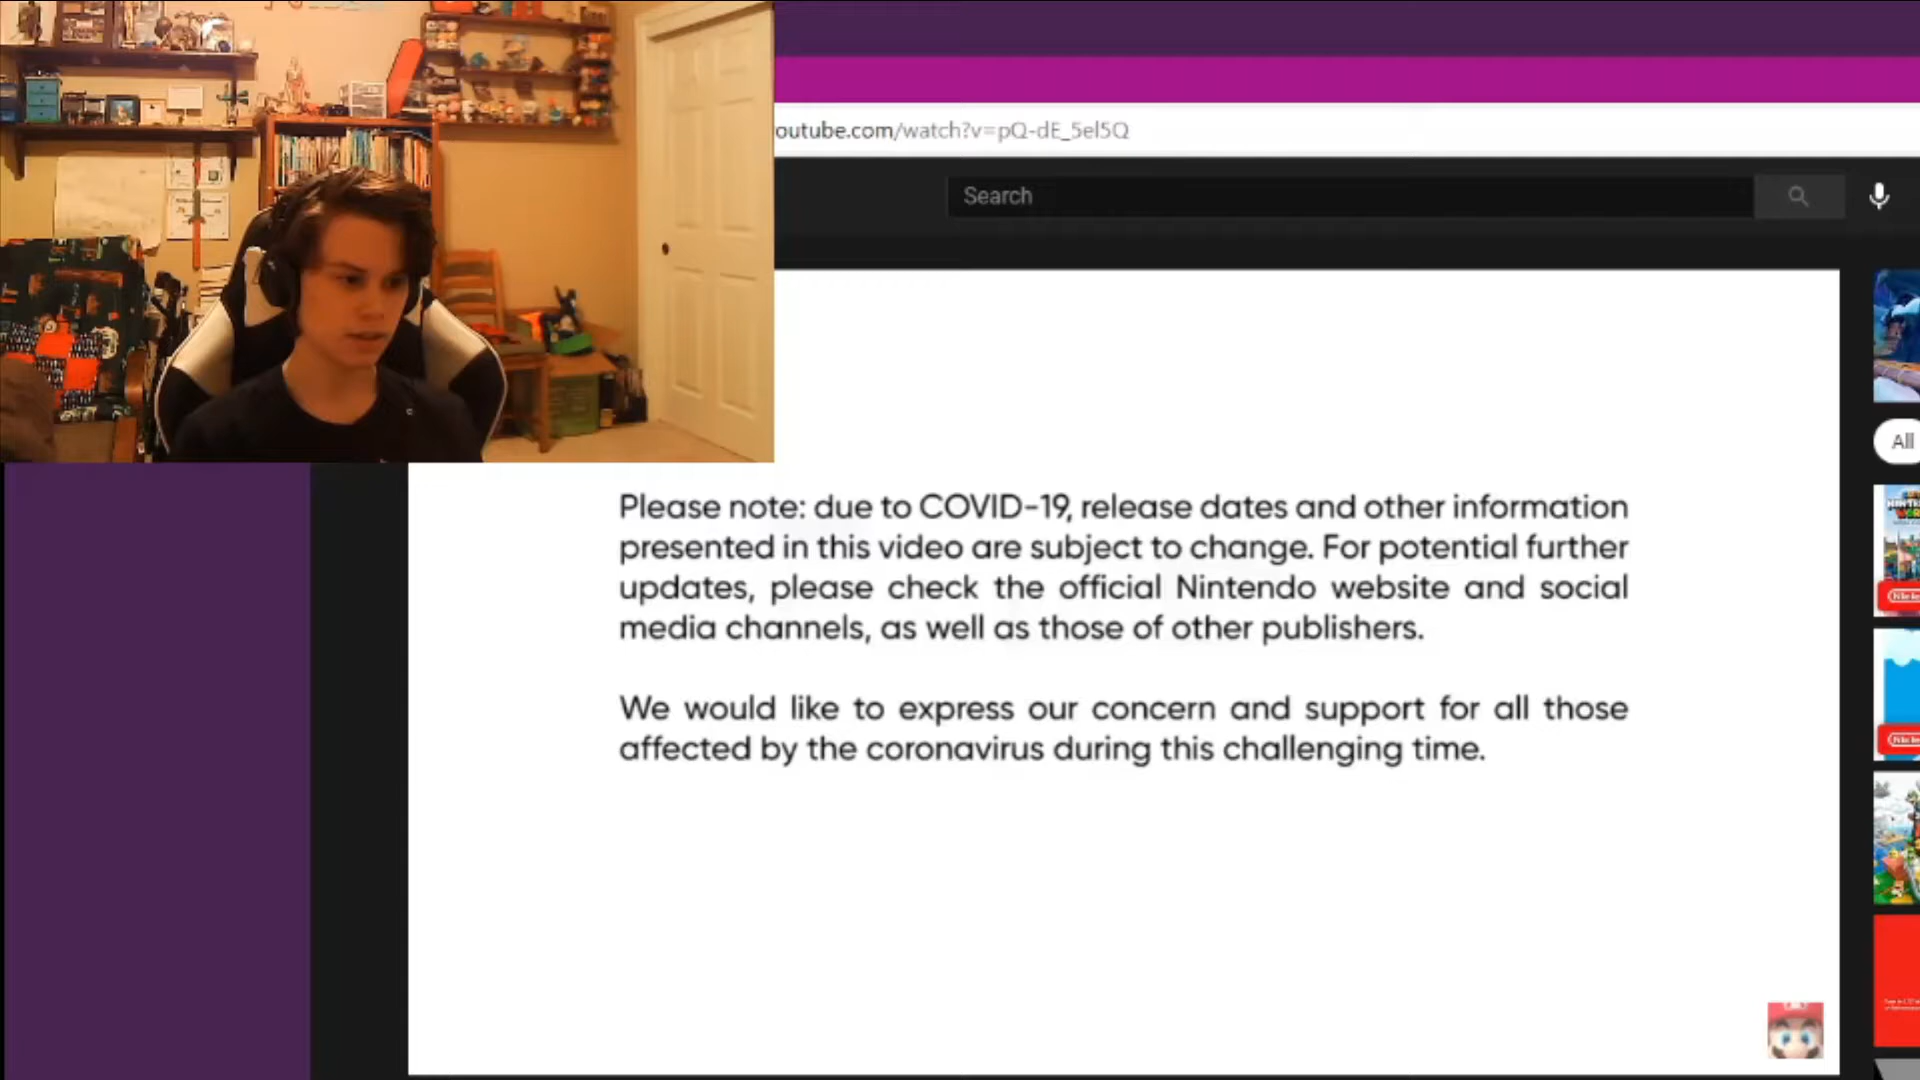 outube.com/watch?v=pQ-dE_5el5Q
Search
All
Please note: due to COVID-19, release dates and other information
presented in this video are subject to change. For potential further
updates, please check the official Nintendo website and social
media channels, as well as those of other publishers.
We would like to express our concern and support for all those
affected by the coronavirus during this challenging time.